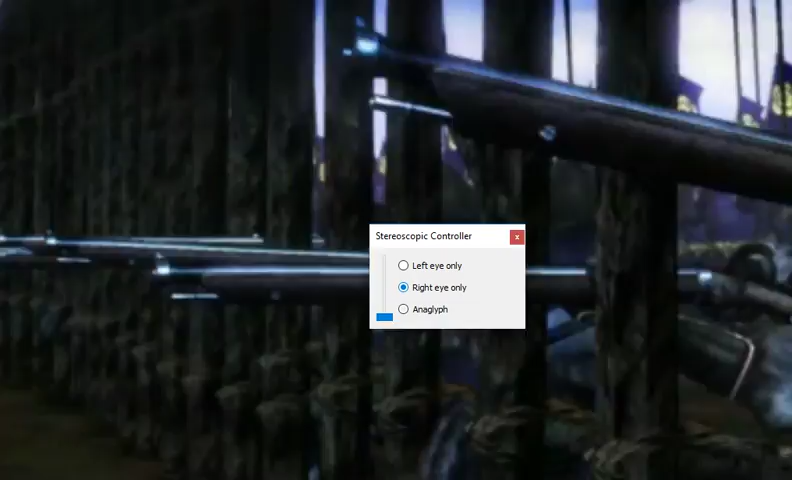 Stereoscopic Controller
x
Left eye only
Right eye only
Anaglyph